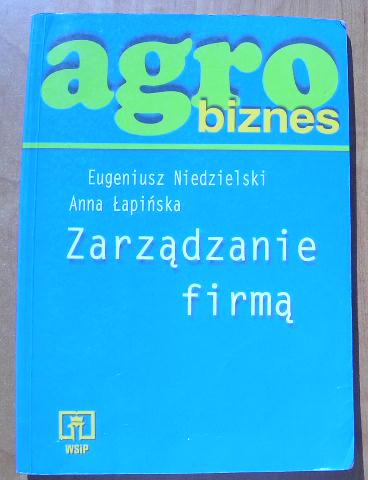 agro
biznes
Eugeniusz Niedzielski
Anna Łapińska
Zarządzanie
firmą
WSiP